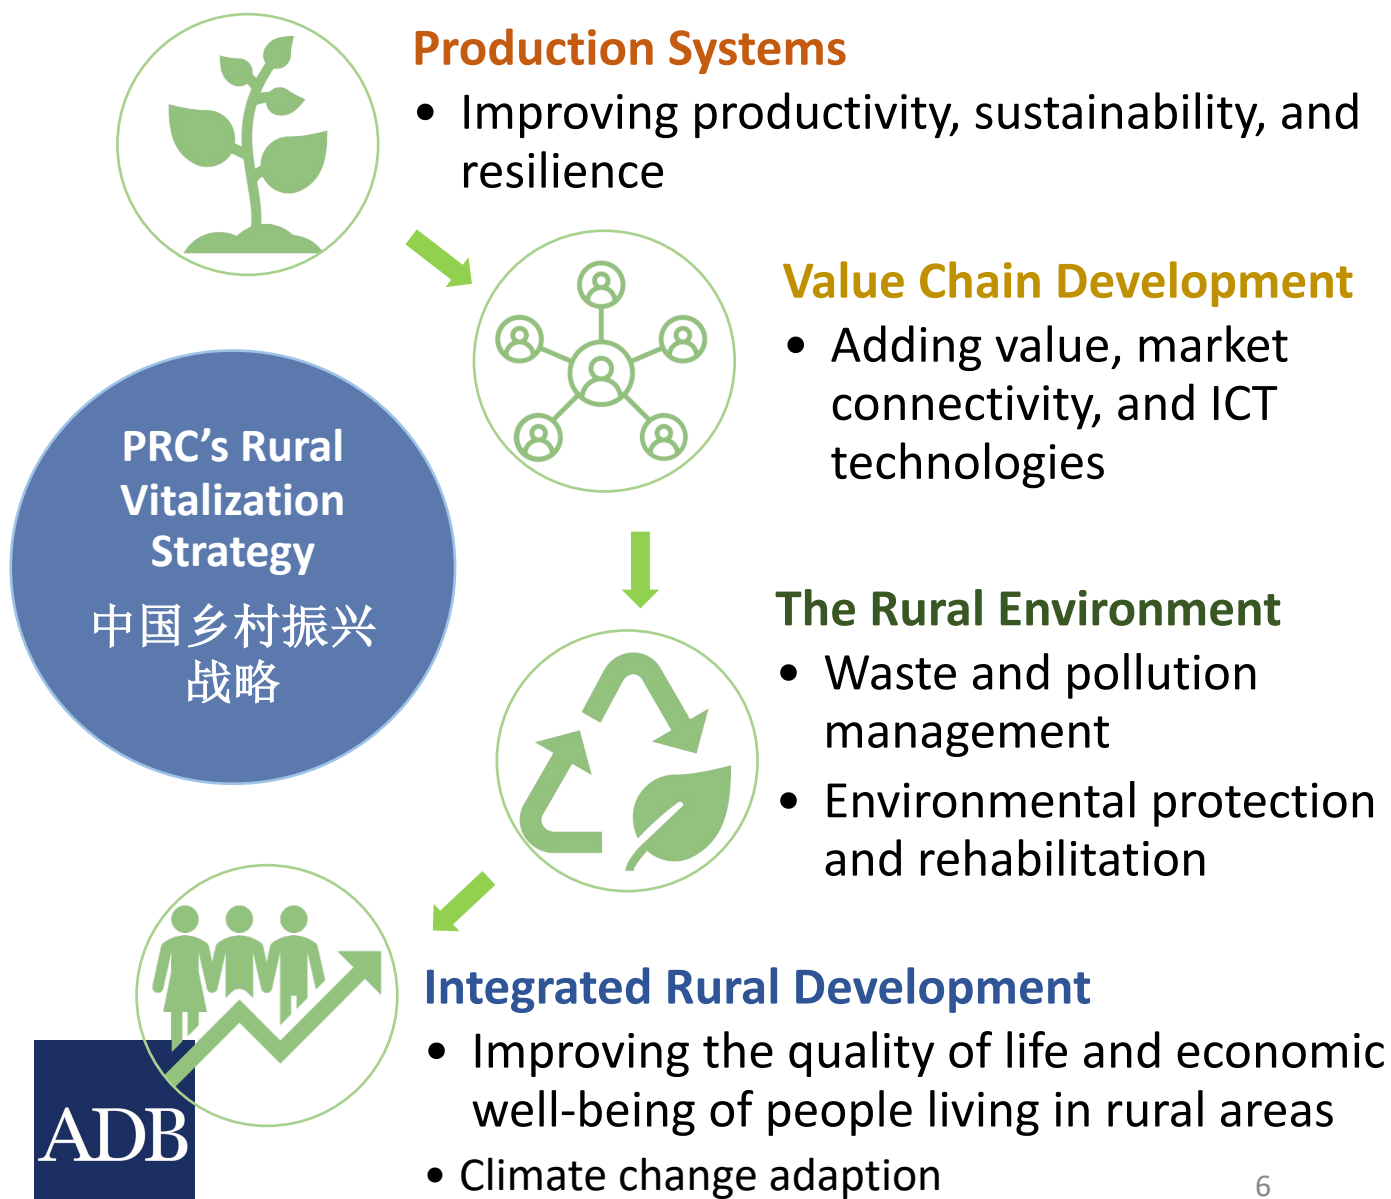 Production Systems
• Improving productivity, sustainability, and
resilience
Value Chain Development
• Adding value, market
connectivity, and ICT
technologies
PRC’s Rural
Vitalization
Strategy
中国乡村振兴
战略
The Rural Environment
• Waste and pollution
management
• Environmental protection
and rehabilitation
Integrated Rural Development
• Improving the quality of life and economic
well-being of people living in rural areas
• Climate change adaption
ADB
6